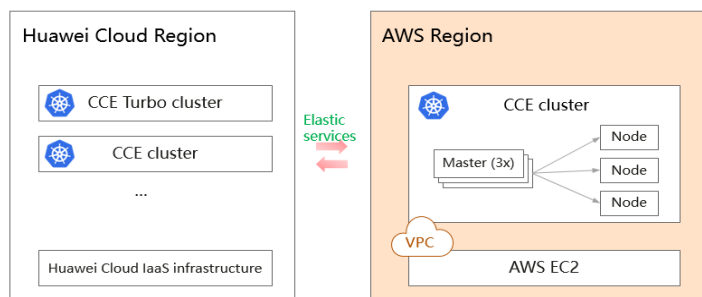 Huawei Cloud Region
CCE Turbo cluster
CCE cluster
...
Huawei Cloud IaaS infrastructure
Elastic
services
AWS Region
CCE cluster
Master (3x)
Node
Node
Node
VPC
AWS EC2